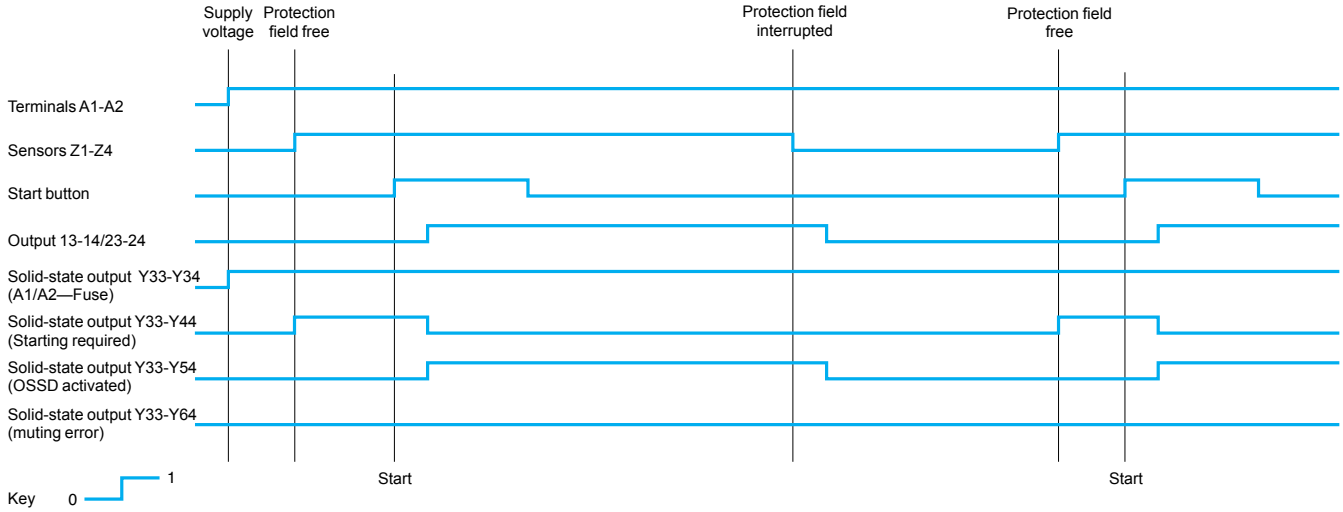 Supply
voltage
Protection
field free
Protection field
interrupted
Protection field
free
Terminals A1-A2
Sensors Z1-Z4
Start button
Output 13-14/23-24
Solid-state output Y33-Y34
(A1/A2—Fuse)
Solid-state output Y33-Y44
(Starting required)
Solid-state output Y33-Y54
(OSSD activated)
Solid-state output Y33-Y64
(muting error)
Start
Start
Key 0 1